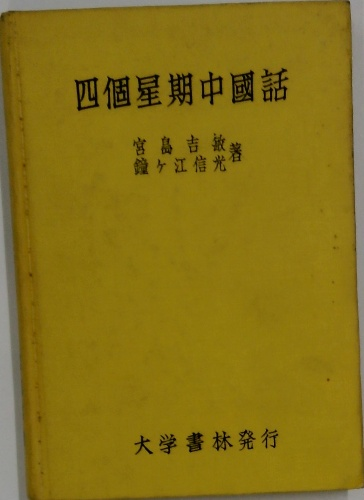 四個星期中國話
宮島吉敏
鐘ヶ江信光 著
大学書林発行